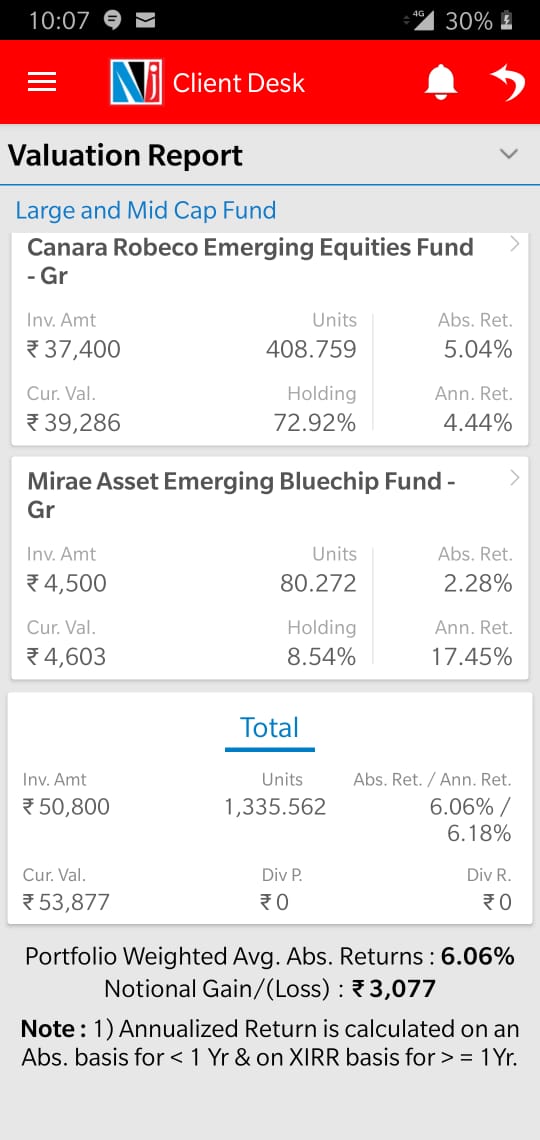 10:07 4G 30%
Nj Client Desk
Valuation Report
Large and Mid Cap Fund
Canara Robeco Emerging Equities Fund
- Gr
Inv. Amt Units Abs. Ret.
₹ 37,400 408.759 5.04%
Cur. Val. Holding Ann. Ret.
₹ 39,286 72.92% 4.44%
Mirae Asset Emerging Bluechip Fund -
Gr
Inv. Amt Units Abs. Ret.
₹ 4,500 80.272 2.28%
Cur. Val. Holding Ann. Ret.
₹ 4,603 8.54% 17.45%
Total
Inv. Amt Units Abs. Ret. / Ann. Ret.
₹ 50,800 1,335.562 6.06% /
6.18%
Cur. Val. Div P. Div R.
₹ 53,877 ₹ 0 ₹ 0
Portfolio Weighted Avg. Abs. Returns : 6.06%
Notional Gain/(Loss) : ₹ 3,077
Note : 1) Annualized Return is calculated on an
Abs. basis for < 1 Yr & on XIRR basis for > = 1Yr.